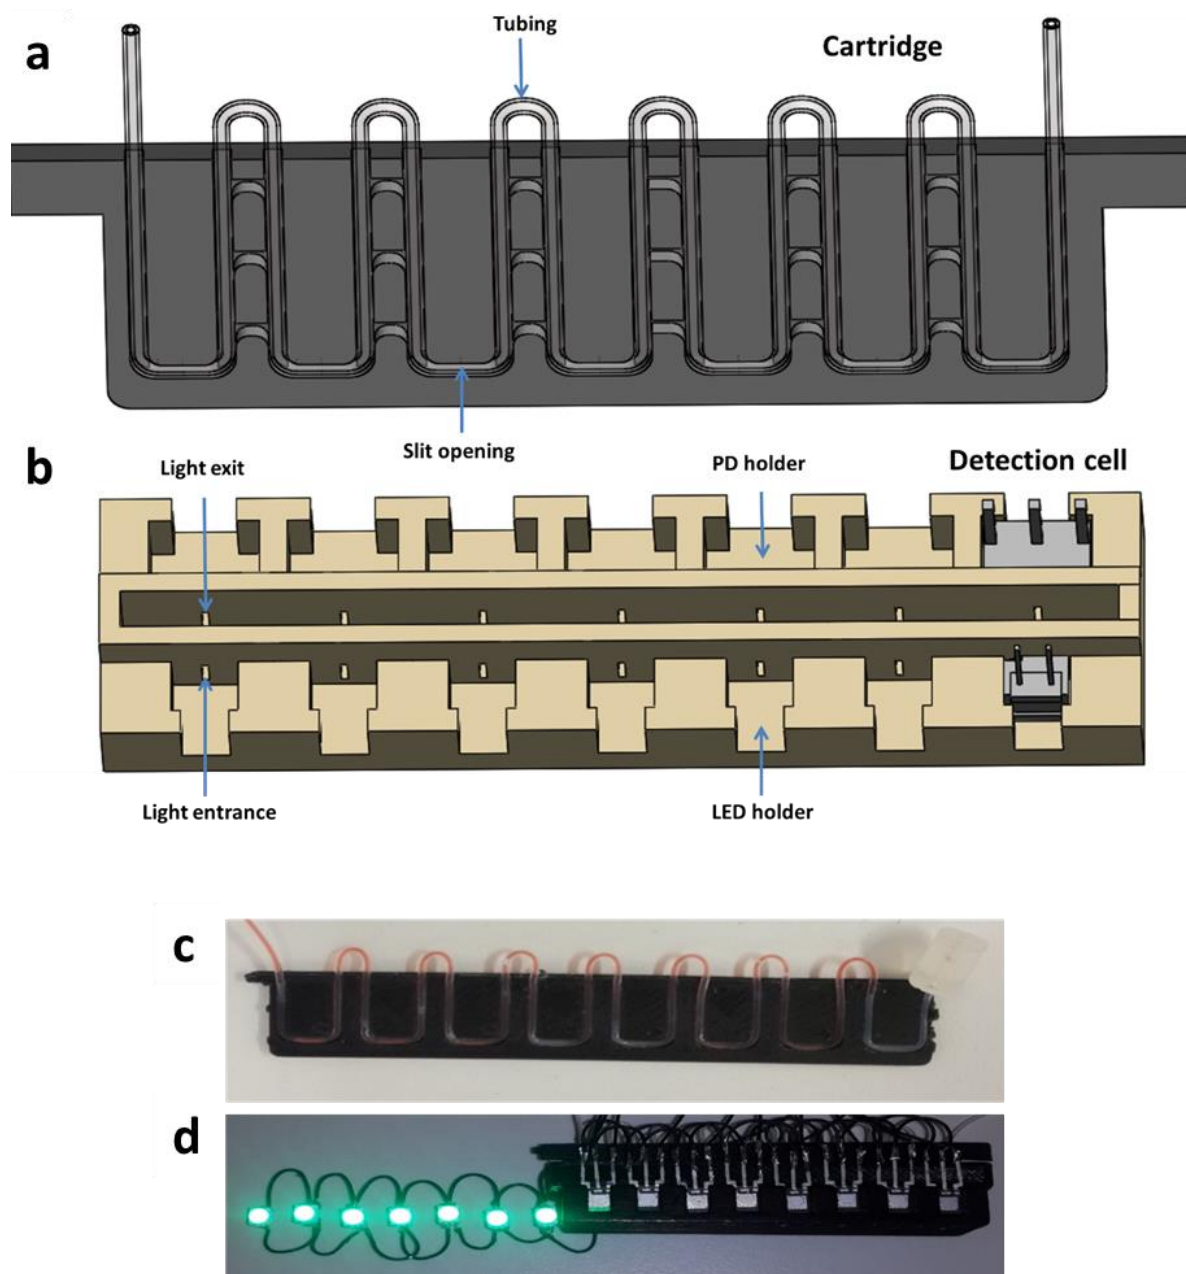 a
Tubing
Cartridge
Slit opening
b
Light exit
PD holder
Detection cell
Light entrance
LED holder
c
d